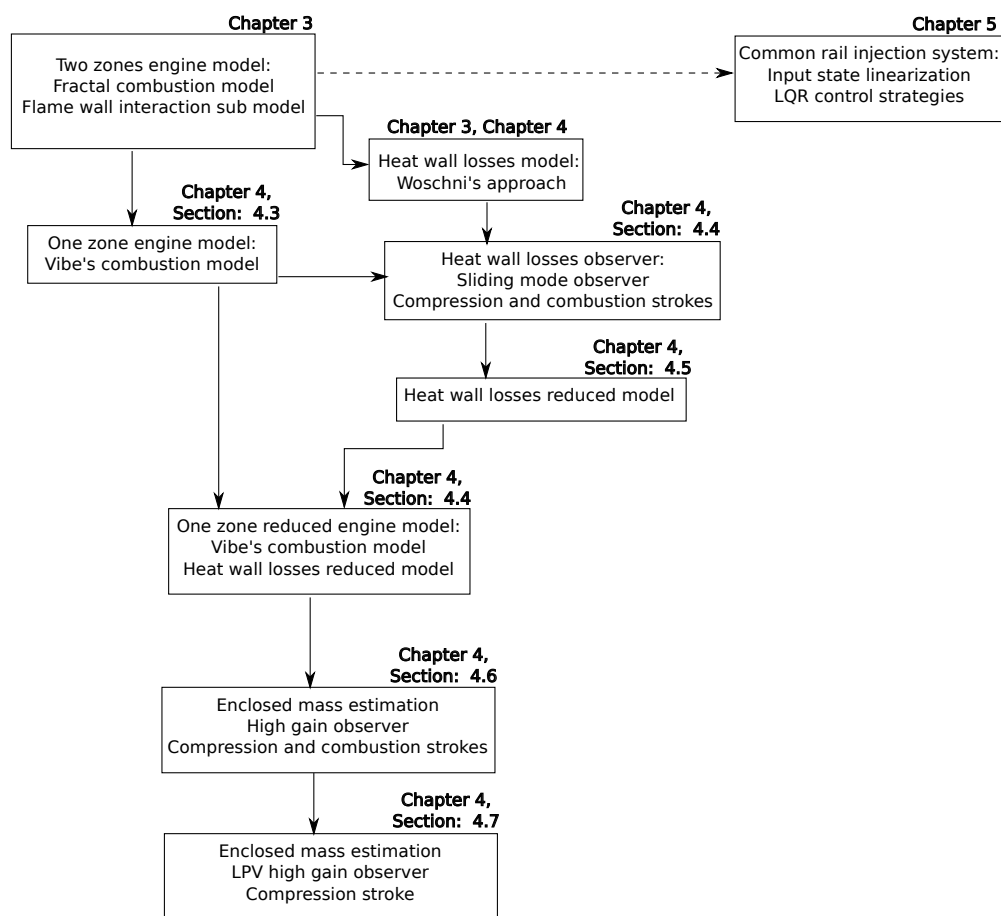 Chapter 3
Two zones engine model:
Fractal combustion model
Flame wall interaction sub model
Chapter 5
Common rail injection system:
Input state linearization
LQR control strategies
Chapter 3, Chapter 4
Heat wall losses model:
Woschni's approach
Chapter 4,
Section: 4.3
One zone engine model:
Vibe's combustion model
Chapter 4,
Section: 4.4
Heat wall losses observer:
Sliding mode observer
Compression and combustion strokes
Chapter 4,
Section: 4.5
Heat wall losses reduced model
Chapter 4,
Section: 4.4
One zone reduced engine model:
Vibe's combustion model
Heat wall losses reduced model
Chapter 4,
Section: 4.6
Enclosed mass estimation
High gain observer
Compression and combustion strokes
Chapter 4,
Section: 4.7
Enclosed mass estimation
LPV high gain observer
Compression stroke